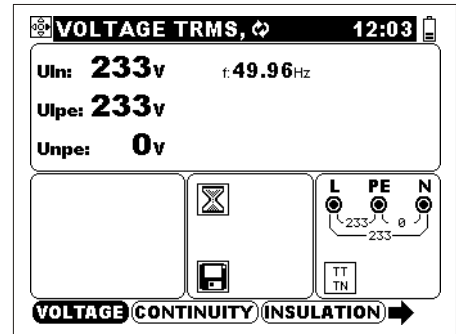 VOLTAGE TRMS, 12:03
Uln: 233v f:49.96Hz
Ulpe: 233v
Unpe: 0v
L PE N
233 0
233
TT
TN
VOLTAGE CONTINUITY INSULATION